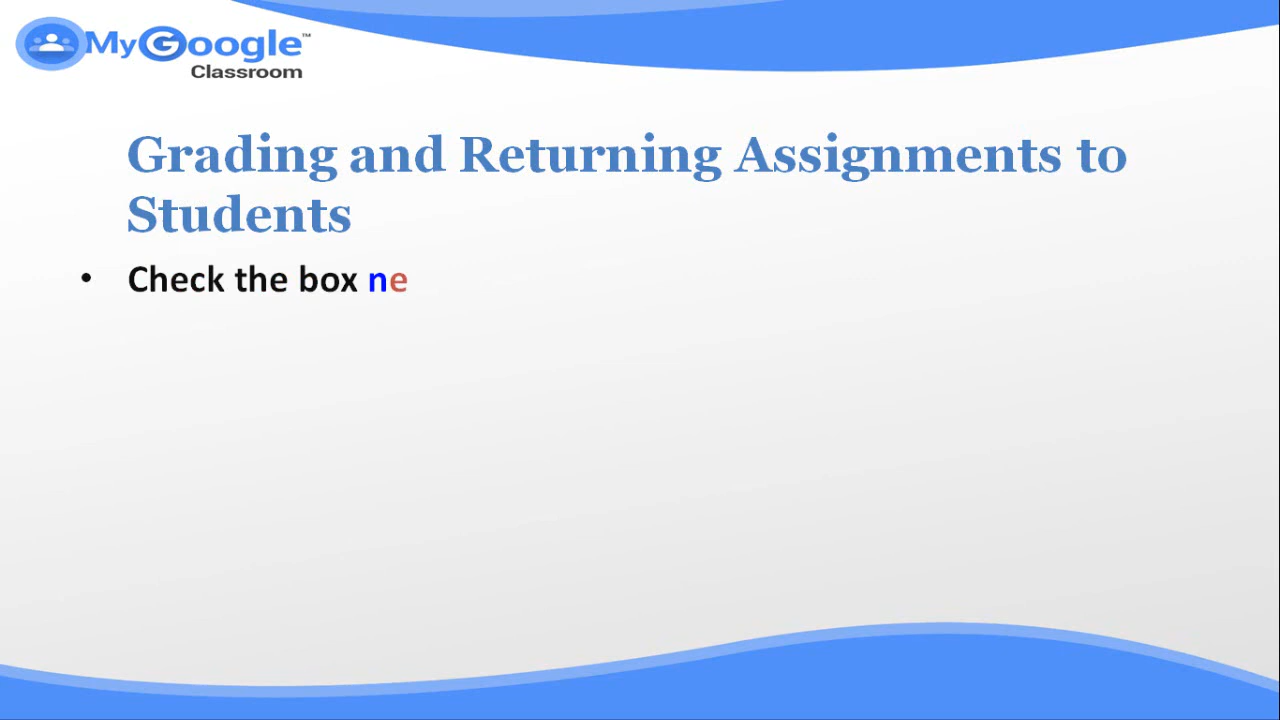 MyGoogle™
Classroom
Grading and Returning Assignments to
Students
• Check the box ne